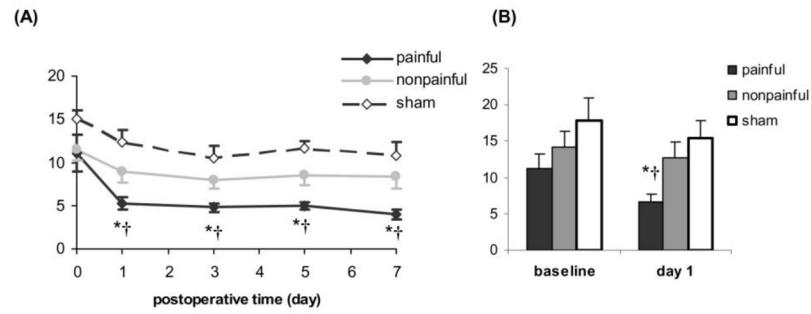 (A)
painful
nonpainful
sham
20
15
10
5
0
*† *† *† *†
0 1 2 3 4 5 6 7
postoperative time (day)
(B)
painful
nonpainful
sham
25
20
15
10
5
0
*†
baseline day 1